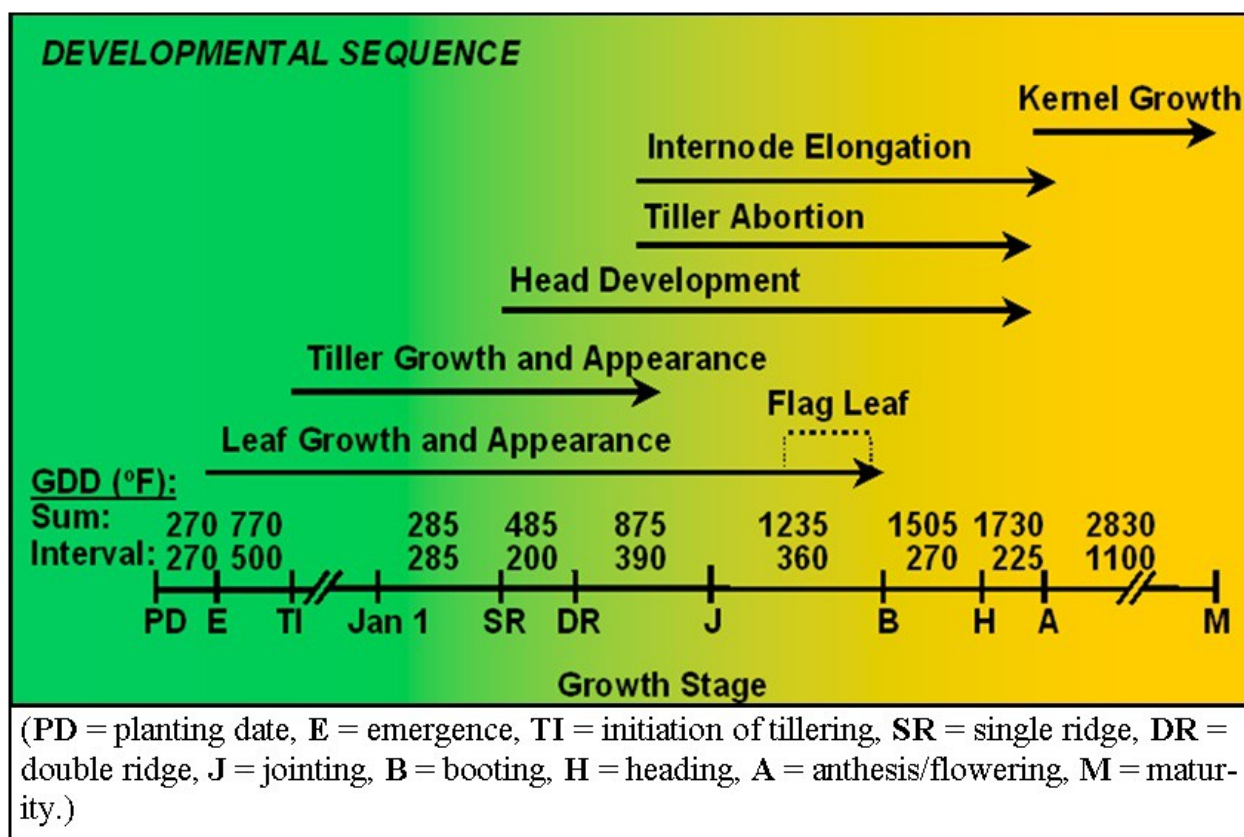 DEVELOPMENTAL SEQUENCE
Kernel Growth
Internode Elongation
Tiller Abortion
Head Development
Tiller Growth and Appearance
Flag Leaf
Leaf Growth and Appearance
GDD (ºF):
Sum: 270 770 285 485 875 1235 1505 1730 2830
Interval: 270 500 285 200 390 360 270 225 1100
PD E TI Jan 1 SR DR J B H A M
Growth Stage
(PD = planting date, E = emergence, TI = initiation of tillering, SR = single ridge, DR =
double ridge, J = jointing, B = booting, H = heading, A = anthesis/flowering, M = matur-
ity.)